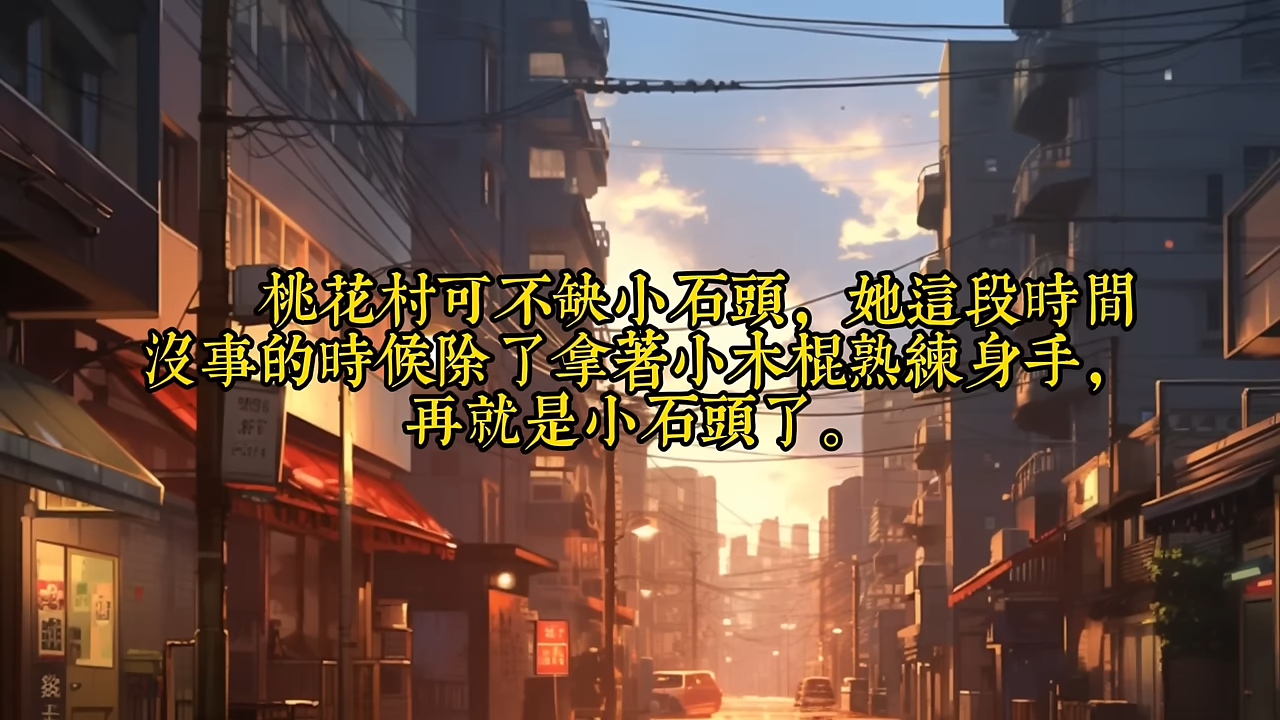 桃花村可不缺小石頭，她這段時間
沒事的時候除了拿著小木棍熟練身手，
再就是小石頭了。